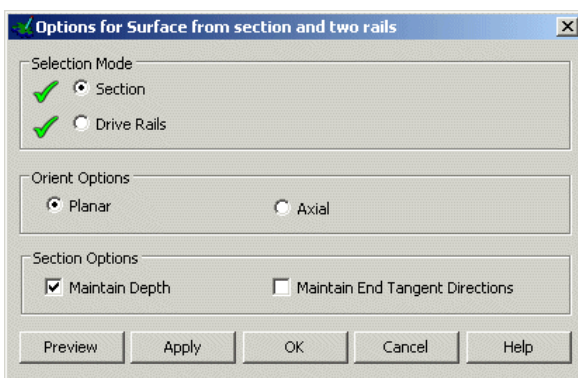 Options for Surface from section and two rails
Selection Mode
Section
Drive Rails
Orient Options
Planar Axial
Section Options
Maintain Depth Maintain End Tangent Directions
Preview Apply OK Cancel Help